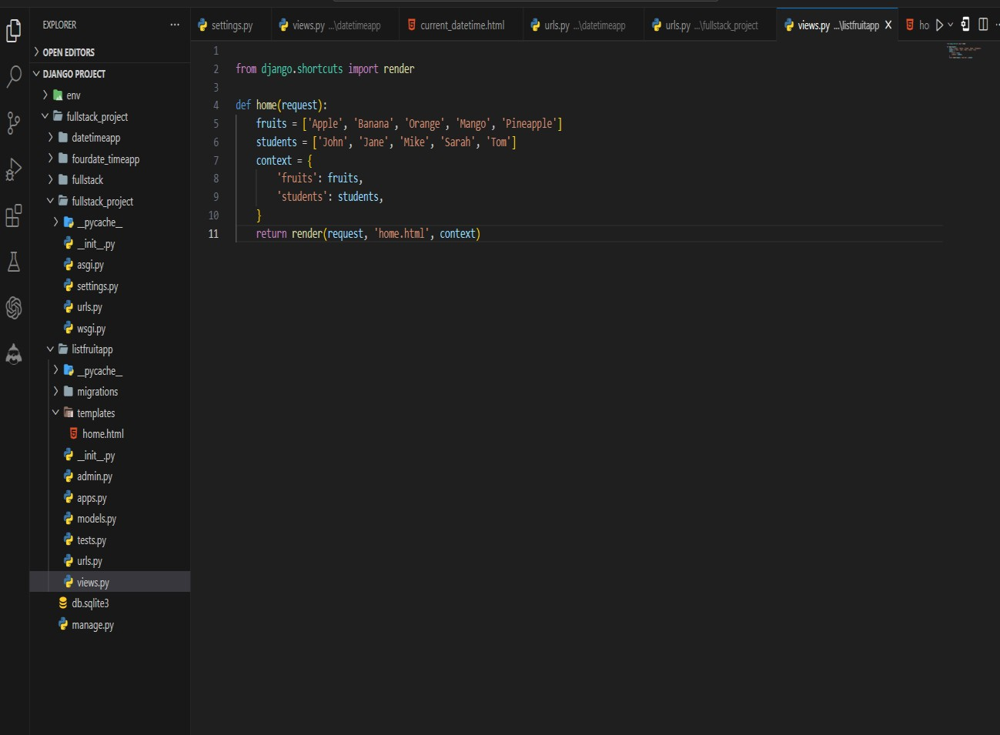 EXPLORER
OPEN EDITORS
DJANGO PROJECT
env
fullstack_project
datetimeapp
fourdate_timeapp
fullstack
fullstack_project
__pycache__
__init__.py
asgi.py
settings.py
urls.py
wsgi.py
listfruitapp
__pycache__
migrations
templates
home.html
__init__.py
admin.py
apps.py
models.py
tests.py
urls.py
views.py
db.sqlite3
manage.py
settings.py views.py ...\datetimeapp current_datetime.html urls.py ...\datetimeapp urls.py ...\fullstack_project views.py ...\listfruitapp ho
1
2 from django.shortcuts import render
3
4 def home(request):
5 fruits = ['Apple', 'Banana', 'Orange', 'Mango', 'Pineapple']
6 students = ['John', 'Jane', 'Mike', 'Sarah', 'Tom']
7 context = {
8 'fruits': fruits,
9 'students': students,
10 }
11 return render(request, 'home.html', context)